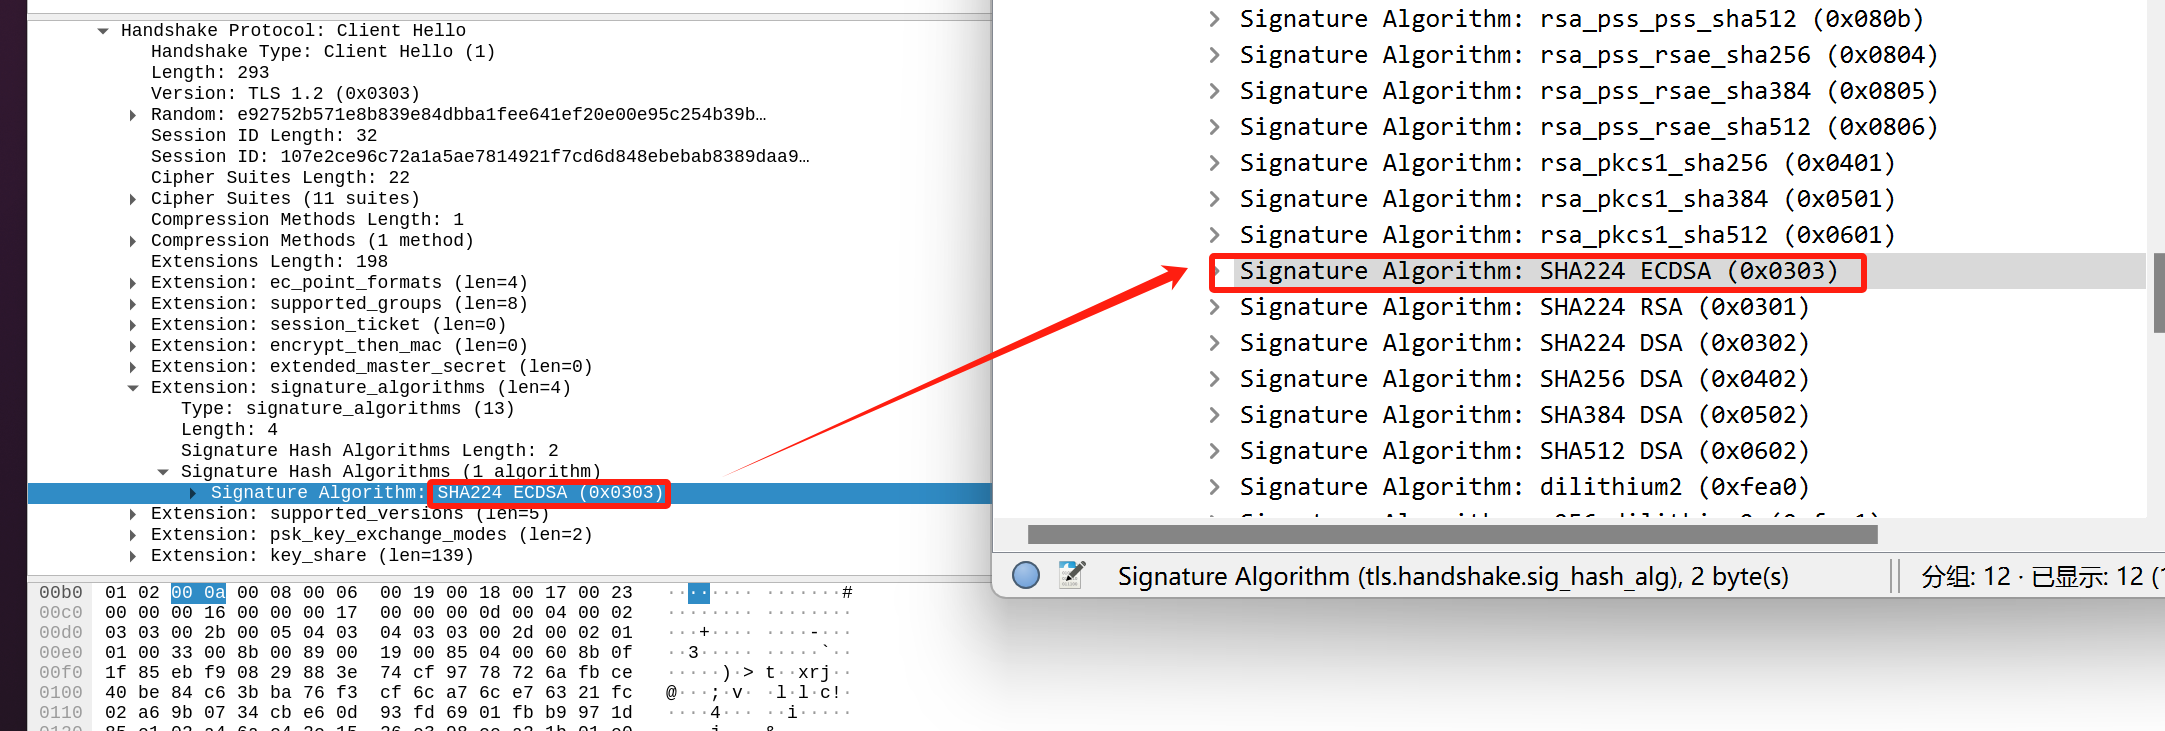 Handshake Protocol: Client Hello
Handshake Type: Client Hello (1)
Length: 293
Version: TLS 1.2 (0x0303)
Random: e92752b571e8b839e84dbba1fee641ef20e00e95c254b39b…
Session ID Length: 32
Session ID: 107e2ce96c72a1a5ae7814921f7cd6d848ebebab8389daa9…
Cipher Suites Length: 22
Cipher Suites (11 suites)
Compression Methods Length: 1
Compression Methods (1 method)
Extensions Length: 198
Extension: ec_point_formats (len=4)
Extension: supported_groups (len=8)
Extension: session_ticket (len=0)
Extension: encrypt_then_mac (len=0)
Extension: extended_master_secret (len=0)
Extension: signature_algorithms (len=4)
Type: signature_algorithms (13)
Length: 4
Signature Hash Algorithms Length: 2
Signature Hash Algorithms (1 algorithm)
Signature Algorithm: SHA224 ECDSA (0x0303)
Extension: supported_versions (len=5)
Extension: psk_key_exchange_modes (len=2)
Extension: key_share (len=139)
00b0 01 02 00 0a 00 08 00 06 00 19 00 18 00 17 00 23 ········ ·······#
00c0 00 00 00 16 00 00 00 17 00 00 00 0d 00 04 00 02 ········ ········
00d0 03 03 00 2b 00 05 04 03 04 03 03 00 2d 00 02 01 ···+···· ····-···
00e0 01 00 33 00 8b 00 89 00 19 00 85 04 00 60 8b 0f ··3····· ·····`··
00f0 1f 85 eb f9 08 29 88 3e 74 cf 97 78 72 6a fb ce ·····)·> t··xrj··
0100 40 be 84 c6 3b ba 76 f3 cf 6c a7 6c e7 63 21 fc @···;·v· ·l·l·c!·
0110 02 a6 9b 07 34 cb e6 0d 93 fd 69 01 fb b9 97 1d ····4··· ··i·····
Signature Algorithm: rsa_pss_pss_sha512 (0x080b)
Signature Algorithm: rsa_pss_rsae_sha256 (0x0804)
Signature Algorithm: rsa_pss_rsae_sha384 (0x0805)
Signature Algorithm: rsa_pss_rsae_sha512 (0x0806)
Signature Algorithm: rsa_pkcs1_sha256 (0x0401)
Signature Algorithm: rsa_pkcs1_sha384 (0x0501)
Signature Algorithm: rsa_pkcs1_sha512 (0x0601)
Signature Algorithm: SHA224 ECDSA (0x0303)
Signature Algorithm: SHA224 RSA (0x0301)
Signature Algorithm: SHA224 DSA (0x0302)
Signature Algorithm: SHA256 DSA (0x0402)
Signature Algorithm: SHA384 DSA (0x0502)
Signature Algorithm: SHA512 DSA (0x0602)
Signature Algorithm: dilithium2 (0xfea0)
Signature Algorithm (tls.handshake.sig_hash_alg), 2 byte(s)
分组: 12 · 已显示: 12 (